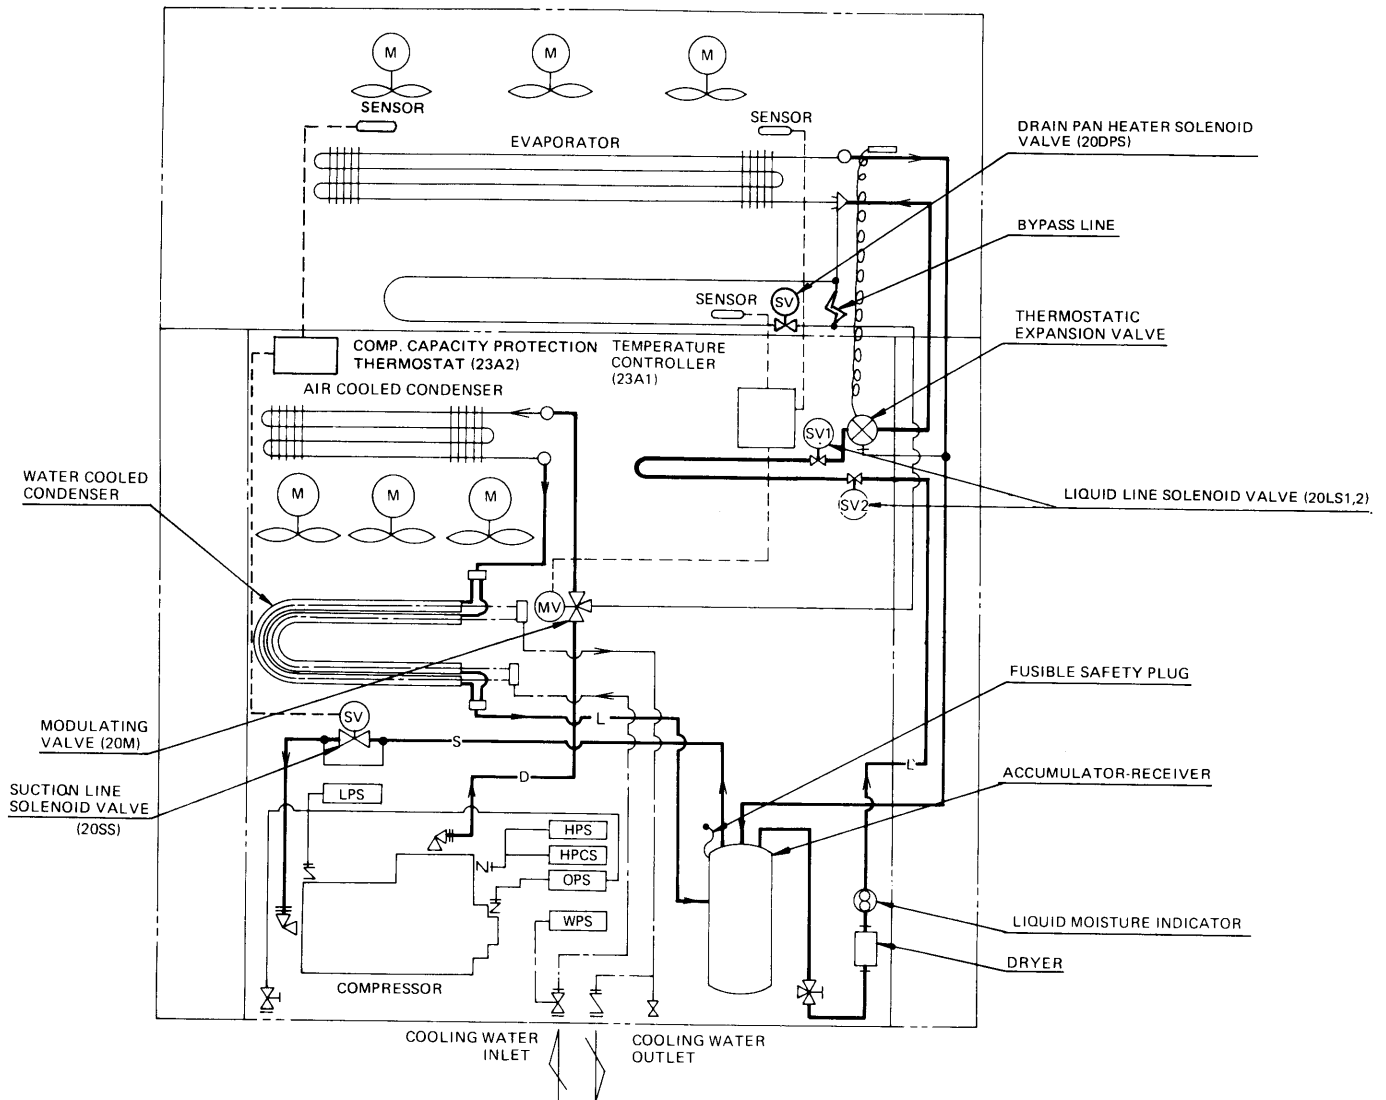 M
M
M
SENSOR
SENSOR
EVAPORATOR
DRAIN PAN HEATER SOLENOID
VALVE (20DPS)
BYPASS LINE
SENSOR
SV
THERMOSTATIC
EXPANSION VALVE
COMP. CAPACITY PROTECTION
THERMOSTAT (23A2)
TEMPERATURE
CONTROLLER
(23A1)
AIR COOLED CONDENSER
SV1
WATER COOLED
CONDENSER
M
M
M
SV2
LIQUID LINE SOLENOID VALVE (20LS1,2)
MV
FUSIBLE SAFETY PLUG
MODULATING
VALVE (20M)
SV
L
S
D
L
ACCUMULATOR-RECEIVER
SUCTION LINE
SOLENOID VALVE
(20SS)
LPS
HPS
HPCS
OPS
WPS
LIQUID MOISTURE INDICATOR
DRYER
COMPRESSOR
COOLING WATER
INLET
COOLING WATER
OUTLET